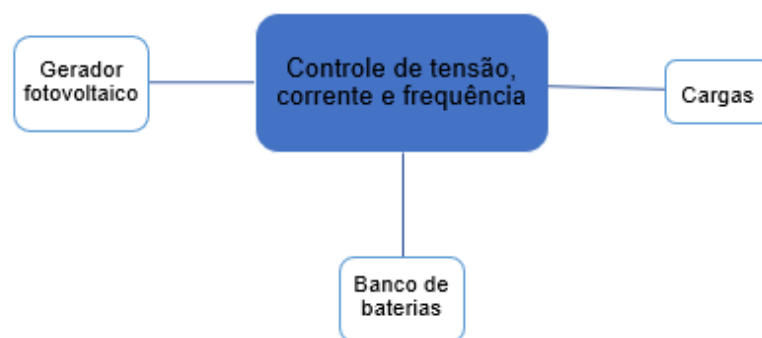 Gerador
fotovoltaico
Controle de tensão,
corrente e frequência
Cargas
Banco de
baterias